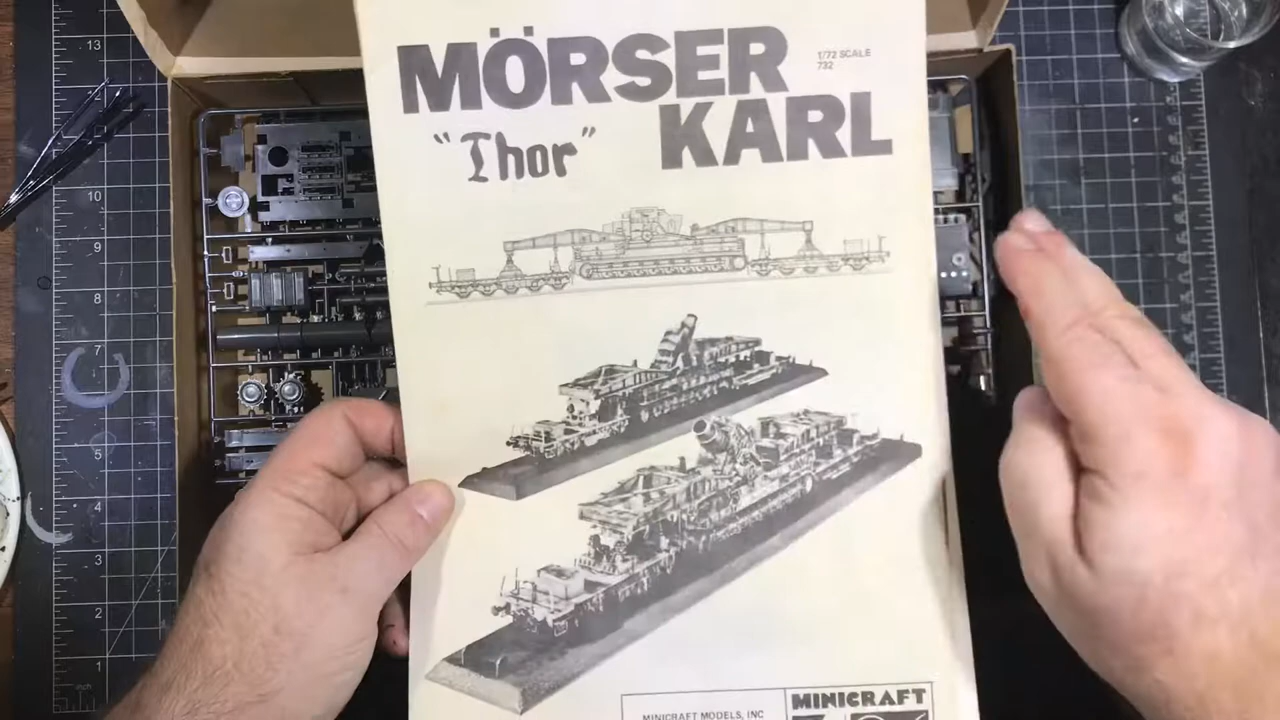 MÖRSER
KARL
"Thor"
1/72 SCALE
732
MINICRAFT MODELS, INC
MINICRAFT
13
10
9
8
7
6
5
4
3
2
1
inch